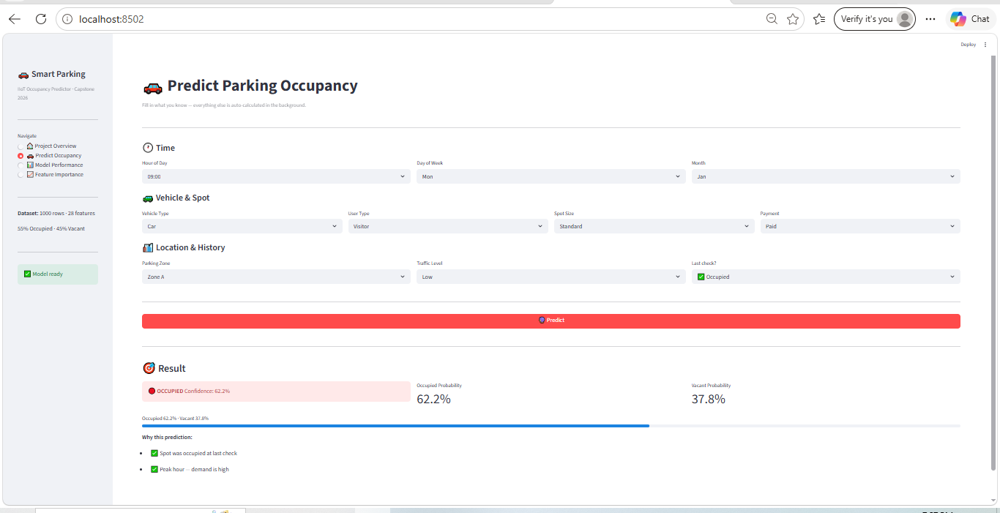 localhost:8502
Verify it's you
Chat
Deploy
Smart Parking
IIoT Occupancy Predictor · Capstone
2026
Navigate
Project Overview
Predict Occupancy
Model Performance
Feature Importance
Dataset: 1000 rows · 28 features
55% Occupied · 45% Vacant
Model ready
Predict Parking Occupancy
Fill in what you know — everything else is auto-calculated in the background.
Time
Hour of Day
Day of Week
Month
09:00
Mon
Jan
Vehicle & Spot
Vehicle Type
User Type
Spot Size
Payment
Car
Visitor
Standard
Paid
Location & History
Parking Zone
Traffic Level
Last check?
Zone A
Low
Occupied
Predict
Result
OCCUPIED Confidence: 62.2%
Occupied Probability
62.2%
Vacant Probability
37.8%
Occupied 62.2% · Vacant 37.8%
Why this prediction:
Spot was occupied at last check
Peak hour — demand is high